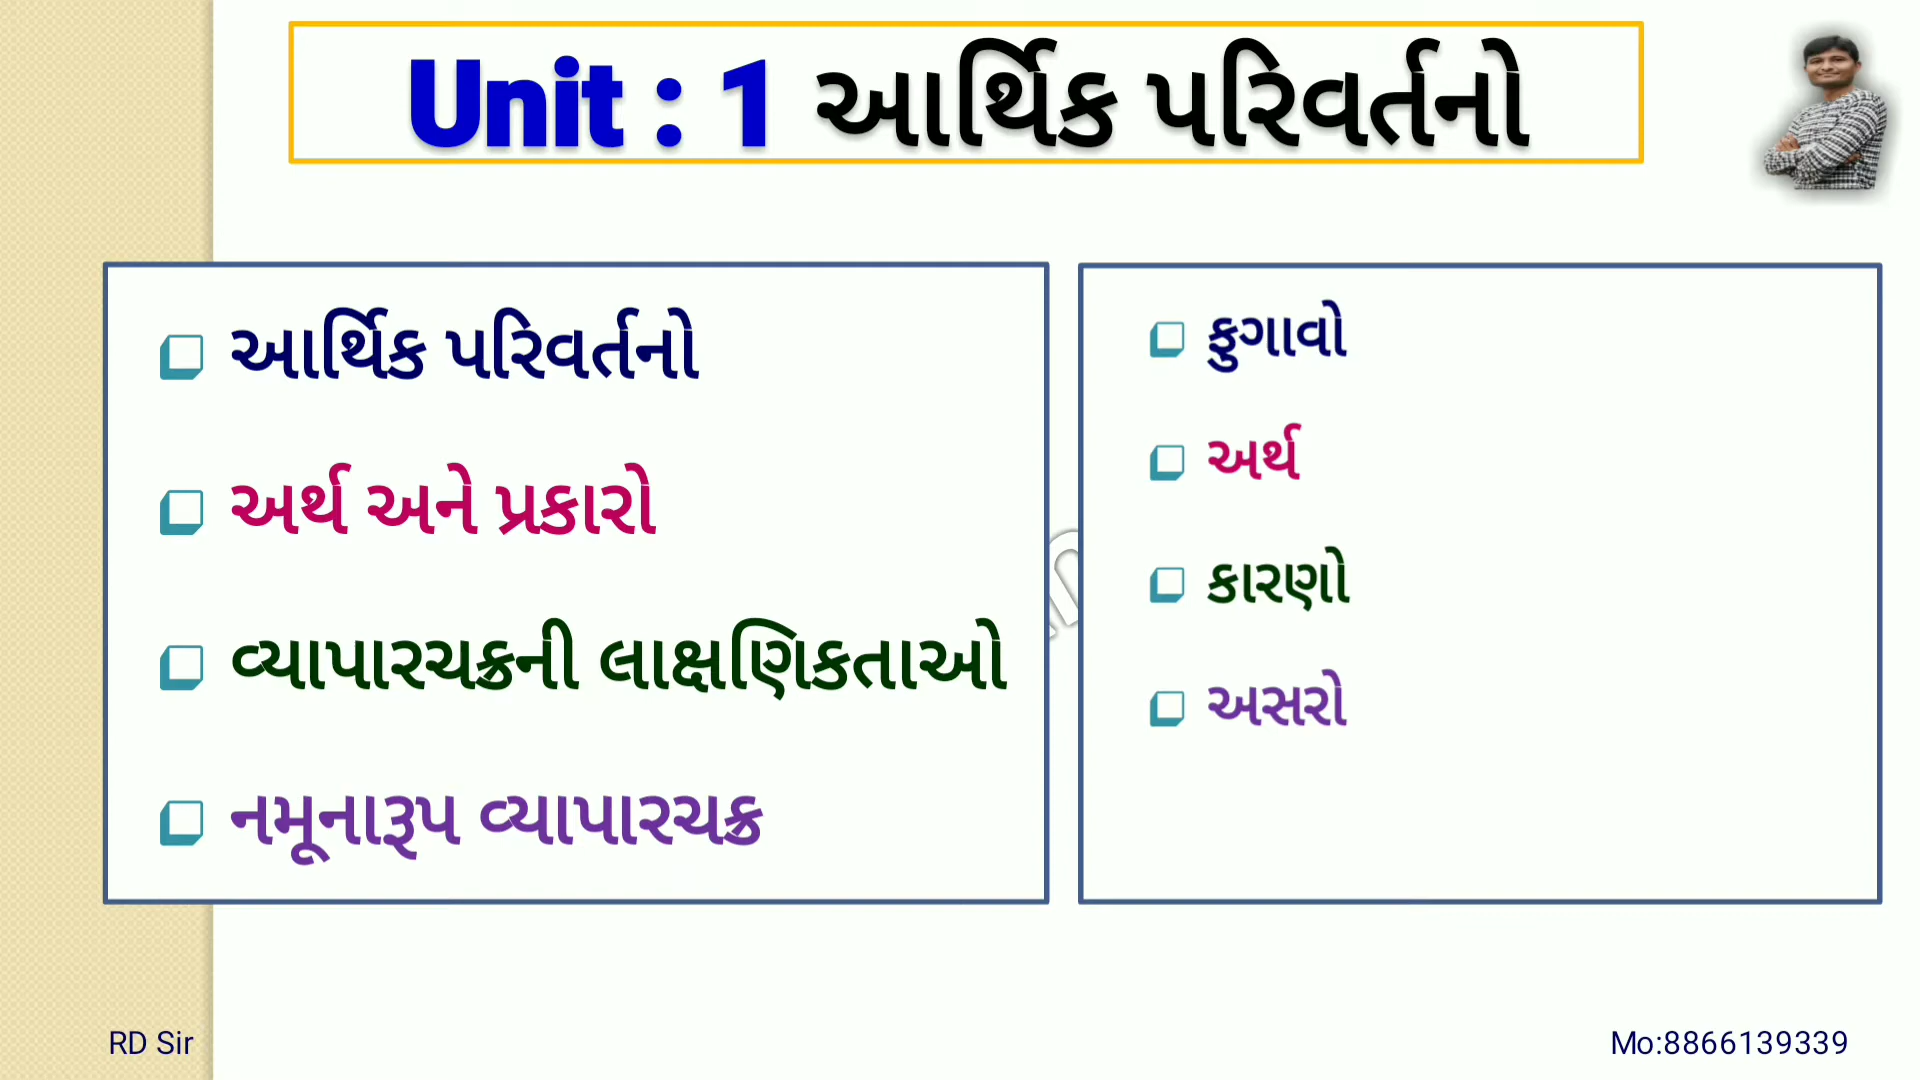 Unit : 1 આર્થિક પરિવર્તનો
આર્થિક પરિવર્તનો
અર્થ અને પ્રકારો
વ્યાપારચક્રની લાક્ષણિકતાઓ
નમૂનારૂપ વ્યાપારચક્ર
ફુગાવો
અર્થ
કારણો
અસરો
RD Sir
Mo:8866139339